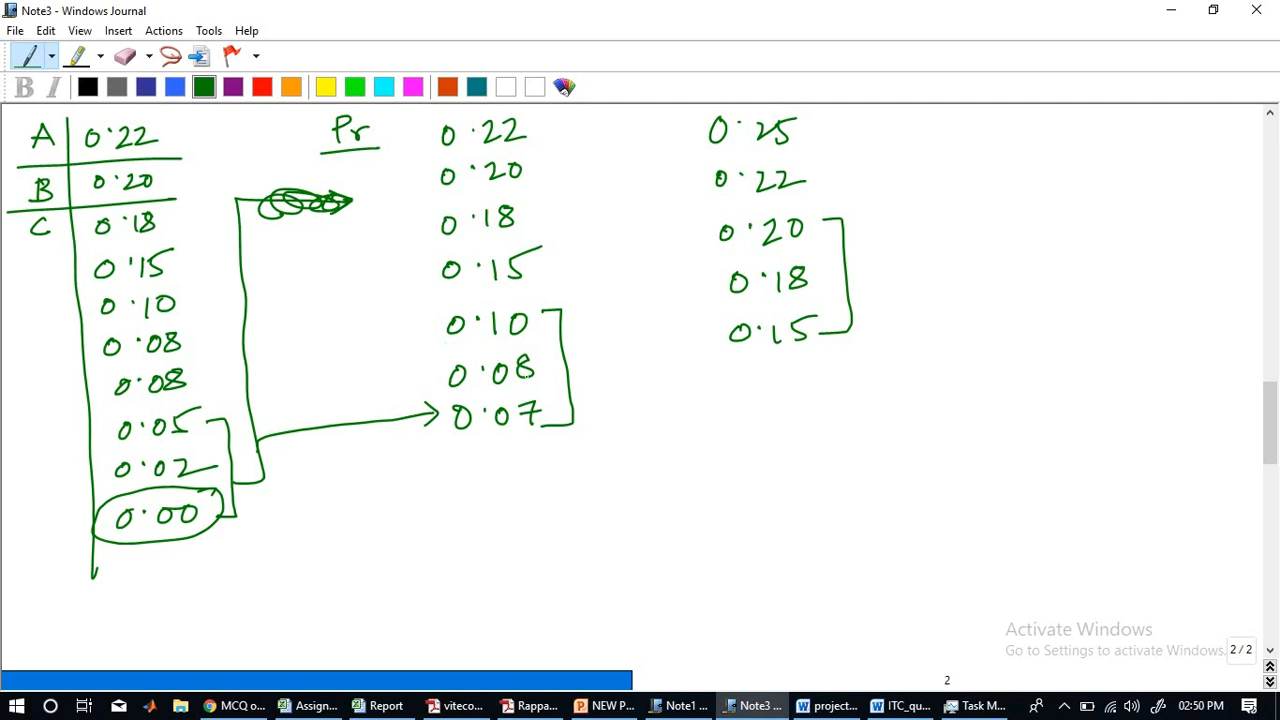 Note3 - Windows Journal
File Edit View Insert Actions Tools Help
B I
A 0.22 Pr 0.22 0.25
B 0.20 0.20 0.22
C 0.18 0.18 0.20
0.15 0.15 0.18
0.10 0.10 0.15
0.08 0.08
0.08 0.07
0.05
0.02
0.00
Activate Windows
Go to Settings to activate Windows.
2 / 2
2
MCQ o... Assign... Report viteco... Rappa... NEW P... Note1 ... Note3 ... project... ITC_qu... Task M... 02:50 PM